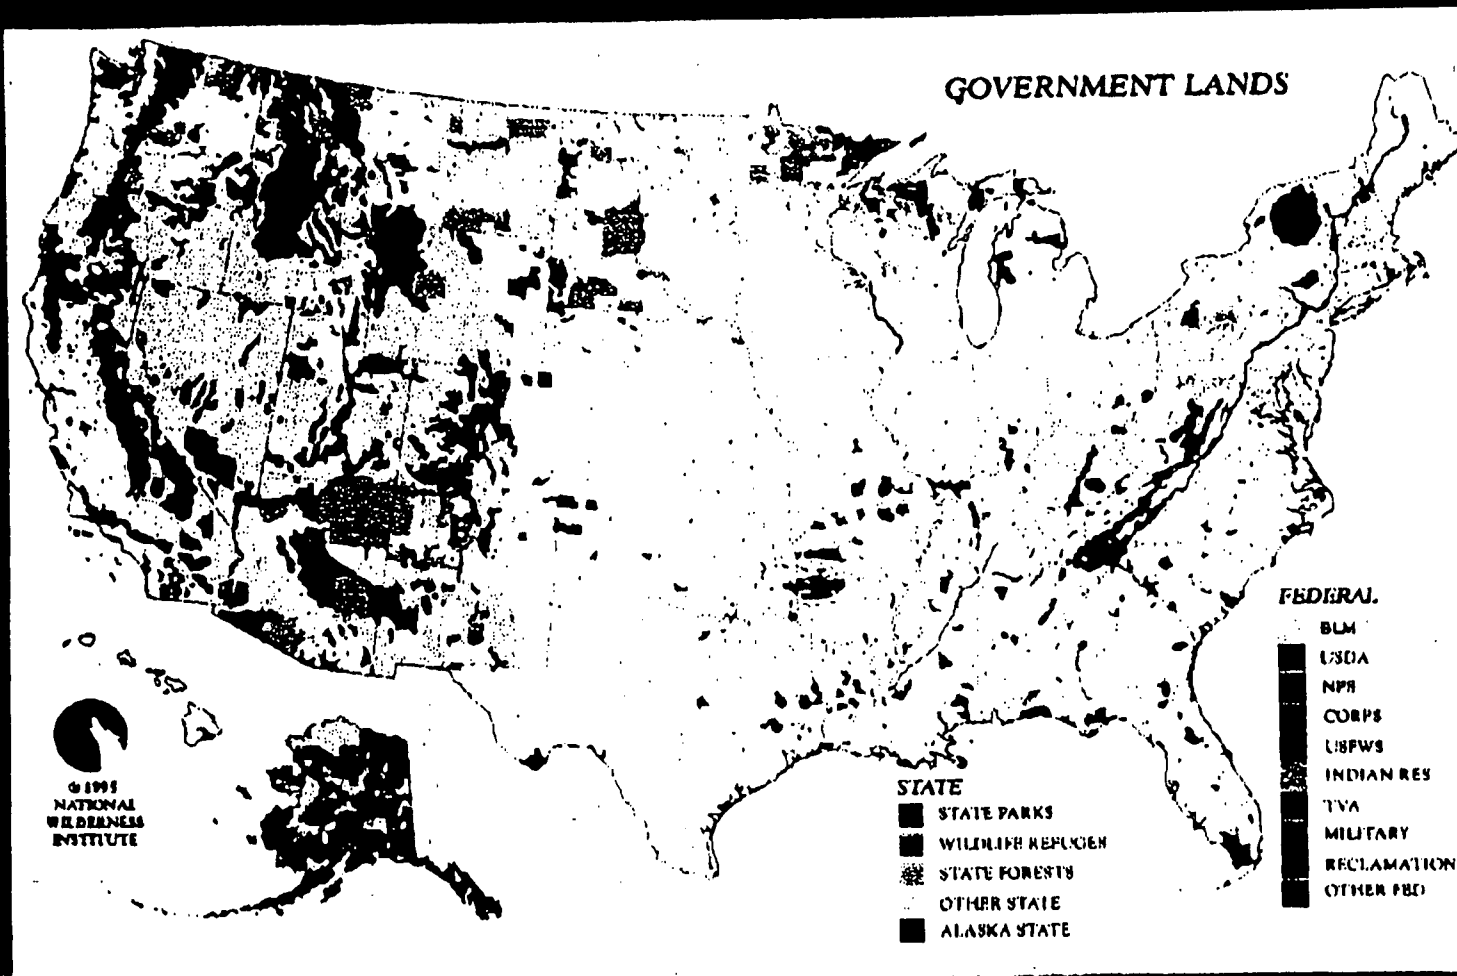 GOVERNMENT LANDS
FEDERAL
BLM
USDA
NPS
CORPS
USFWS
INDIAN RES
TVA
MILITARY
RECLAMATION
OTHER FED
STATE
STATE PARKS
WILDLIFE REFUGES
STATE FORESTS
OTHER STATE
ALASKA STATE
© 1995
NATIONAL
WILDERNESS
INSTITUTE